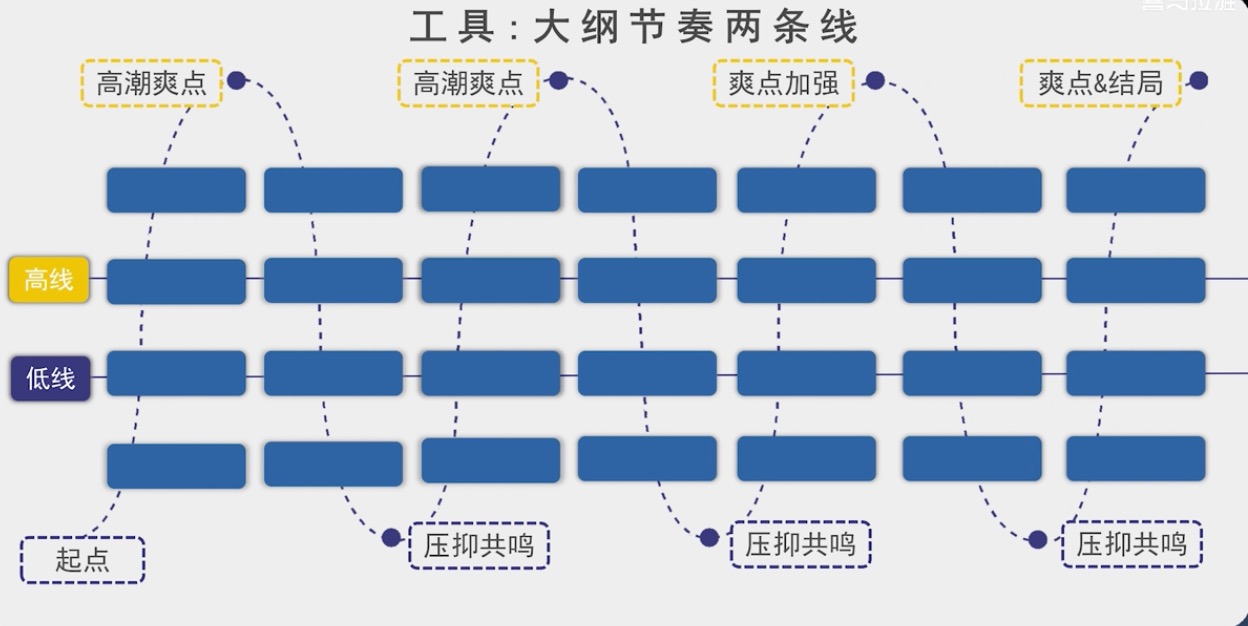 工具:大纲节奏两条线
高潮爽点
高潮爽点
爽点加强
爽点&结局
高线
低线
起点
压抑共鸣
压抑共鸣
压抑共鸣